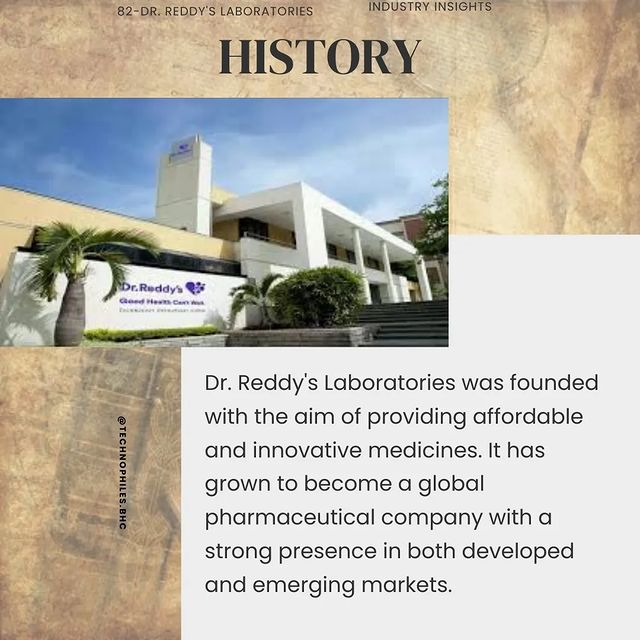 82-DR. REDDY'S LABORATORIES
INDUSTRY INSIGHTS
HISTORY
Dr.Reddy's
Good Health Can't Wait.
Dr. Reddy's Laboratories was founded
with the aim of providing affordable
and innovative medicines. It has
grown to become a global
pharmaceutical company with a
strong presence in both developed
and emerging markets.
@TECHNOPHILES.BHC